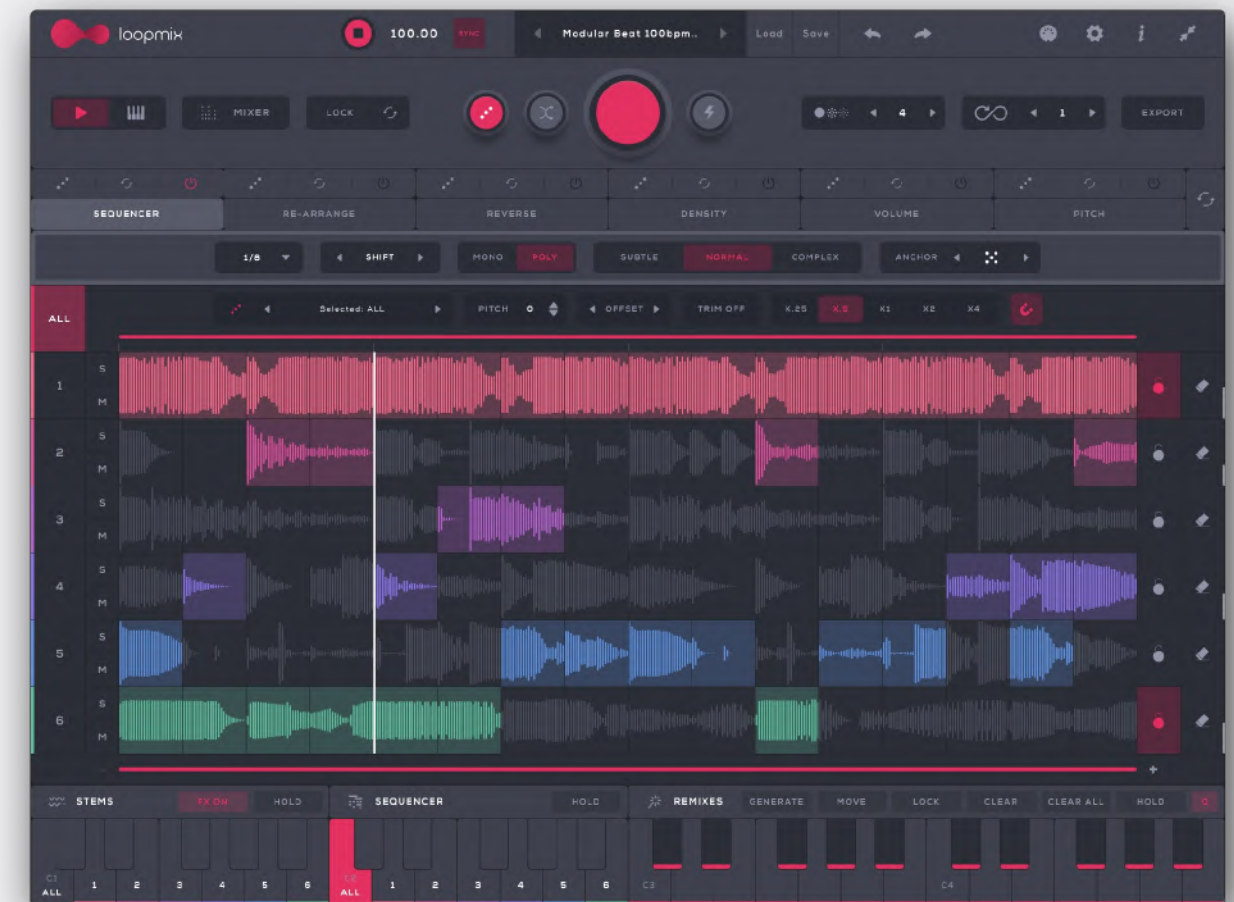 loopmix 100.00 SYNC Modular Beat 100bpm.. Load Save i
MIXER LOCK 4 1 EXPORT
SEQUENCER RE-ARRANGE REVERSE DENSITY VOLUME PITCH
1/8 SHIFT MONO POLY SUBTLE NORMAL COMPLEX ANCHOR
ALL Selected: ALL PITCH 0 OFFSET TRIM OFF X.25 X.5 X1 X2 X4
S
1
M
S
2
M
S
3
M
S
4
M
S
5
M
S
6
M
- +
STEMS FX ON HOLD SEQUENCER HOLD REMIXES GENERATE MOVE LOCK CLEAR CLEAR ALL HOLD Q
C1 C2 C3 C4
ALL 1 2 3 4 5 6 ALL 1 2 3 4 5 6